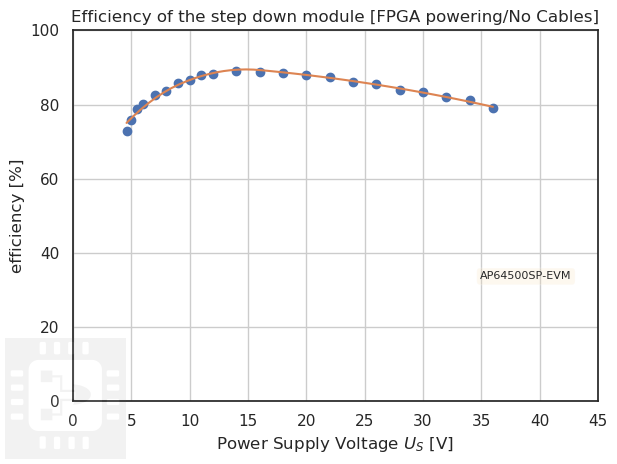 Efficiency of the step down module [FPGA powering/No Cables]
100
80
60
40
20
0
efficiency [%]
AP64500SP-EVM
0 5 10 15 20 25 30 35 40 45
Power Supply Voltage U_S [V]